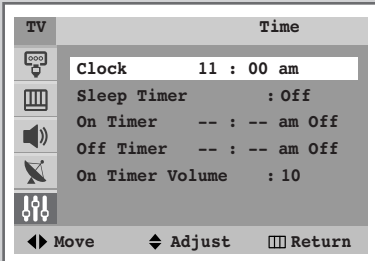 TV Time
Clock 11 : 00 am
Sleep Timer : Off
On Timer -- : -- am Off
Off Timer -- : -- am Off
On Timer Volume : 10
Move Adjust Return